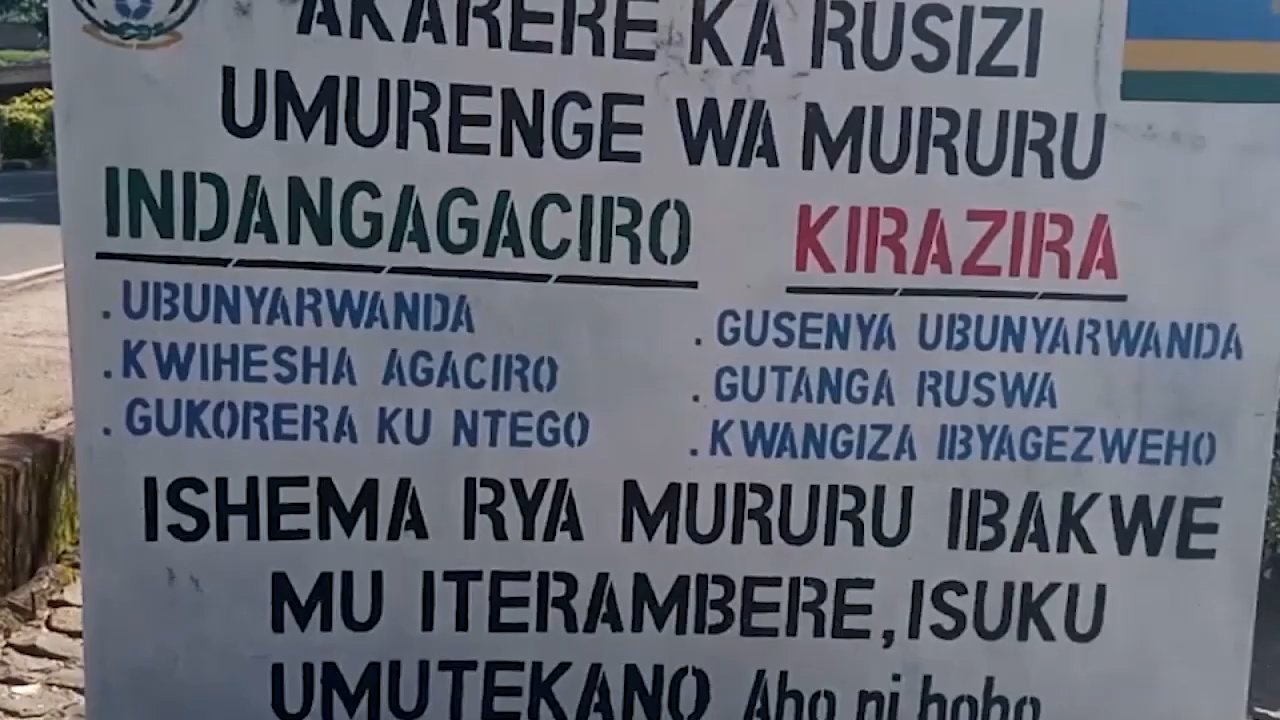 AKARERE KA RUSIZI
UMURENGE WA MURURU
INDANGAGACIRO
. UBUNYARWANDA
. KWIHESHA AGACIRO
. GUKORERA KU NTEGO
KIRAZIRA
. GUSENYA UBUNYARWANDA
. GUTANGA RUSWA
. KWANGIZA IBYAGEZWEHO
ISHEMA RYA MURURU IBAKWE
MU ITERAMBERE, ISUKU
UMUTEKANO Aho ni hoho